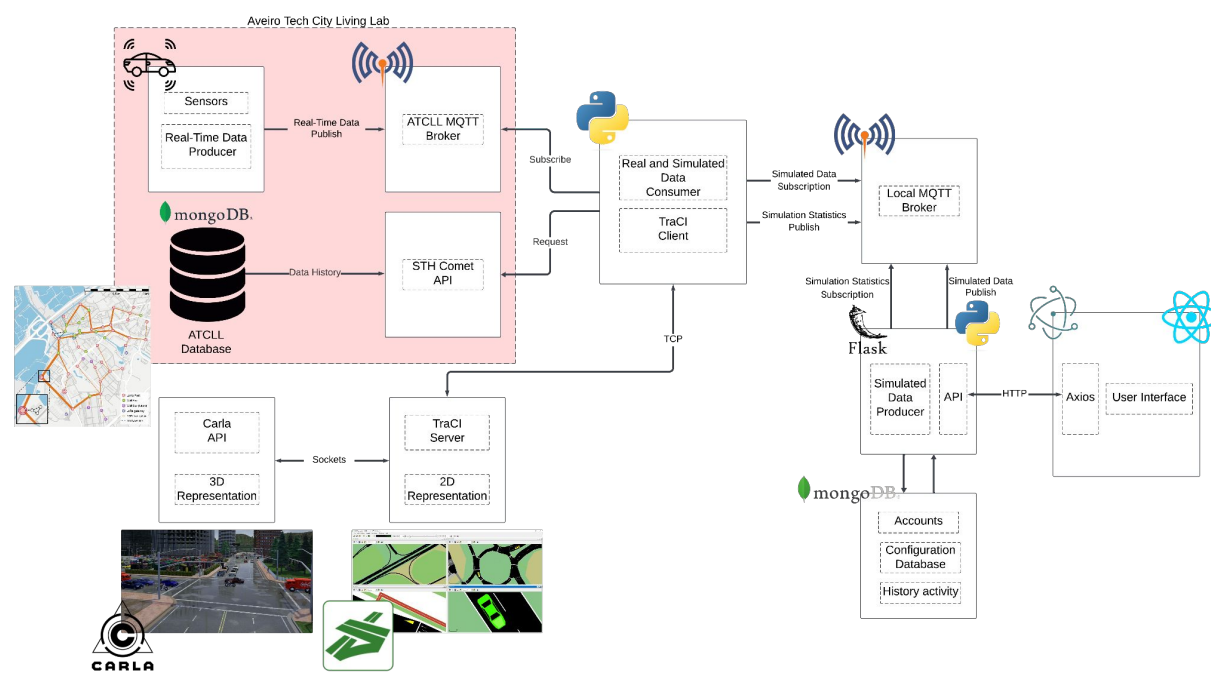 Aveiro Tech City Living Lab
Sensors
Real-Time Data
Producer
Real-Time Data
Publish
ATCLL MQTT
Broker
Subscribe
Real and Simulated
Data
Consumer
TraCI
Client
Simulated Data
Subscription
Simulation Statistics
Publish
Local MQTT
Broker
mongoDB.
Data History
STH Comet
API
Request
ATCLL
Database
TCP
Simulation Statistics
Subscription
Simulated Data
Publish
Flask
Simulated
Data
Producer
API
HTTP
Axios
User Interface
Carla
API
3D
Representation
Sockets
TraCI
Server
2D
Representation
mongoDB.
Accounts
Configuration
Database
History activity
CARLA